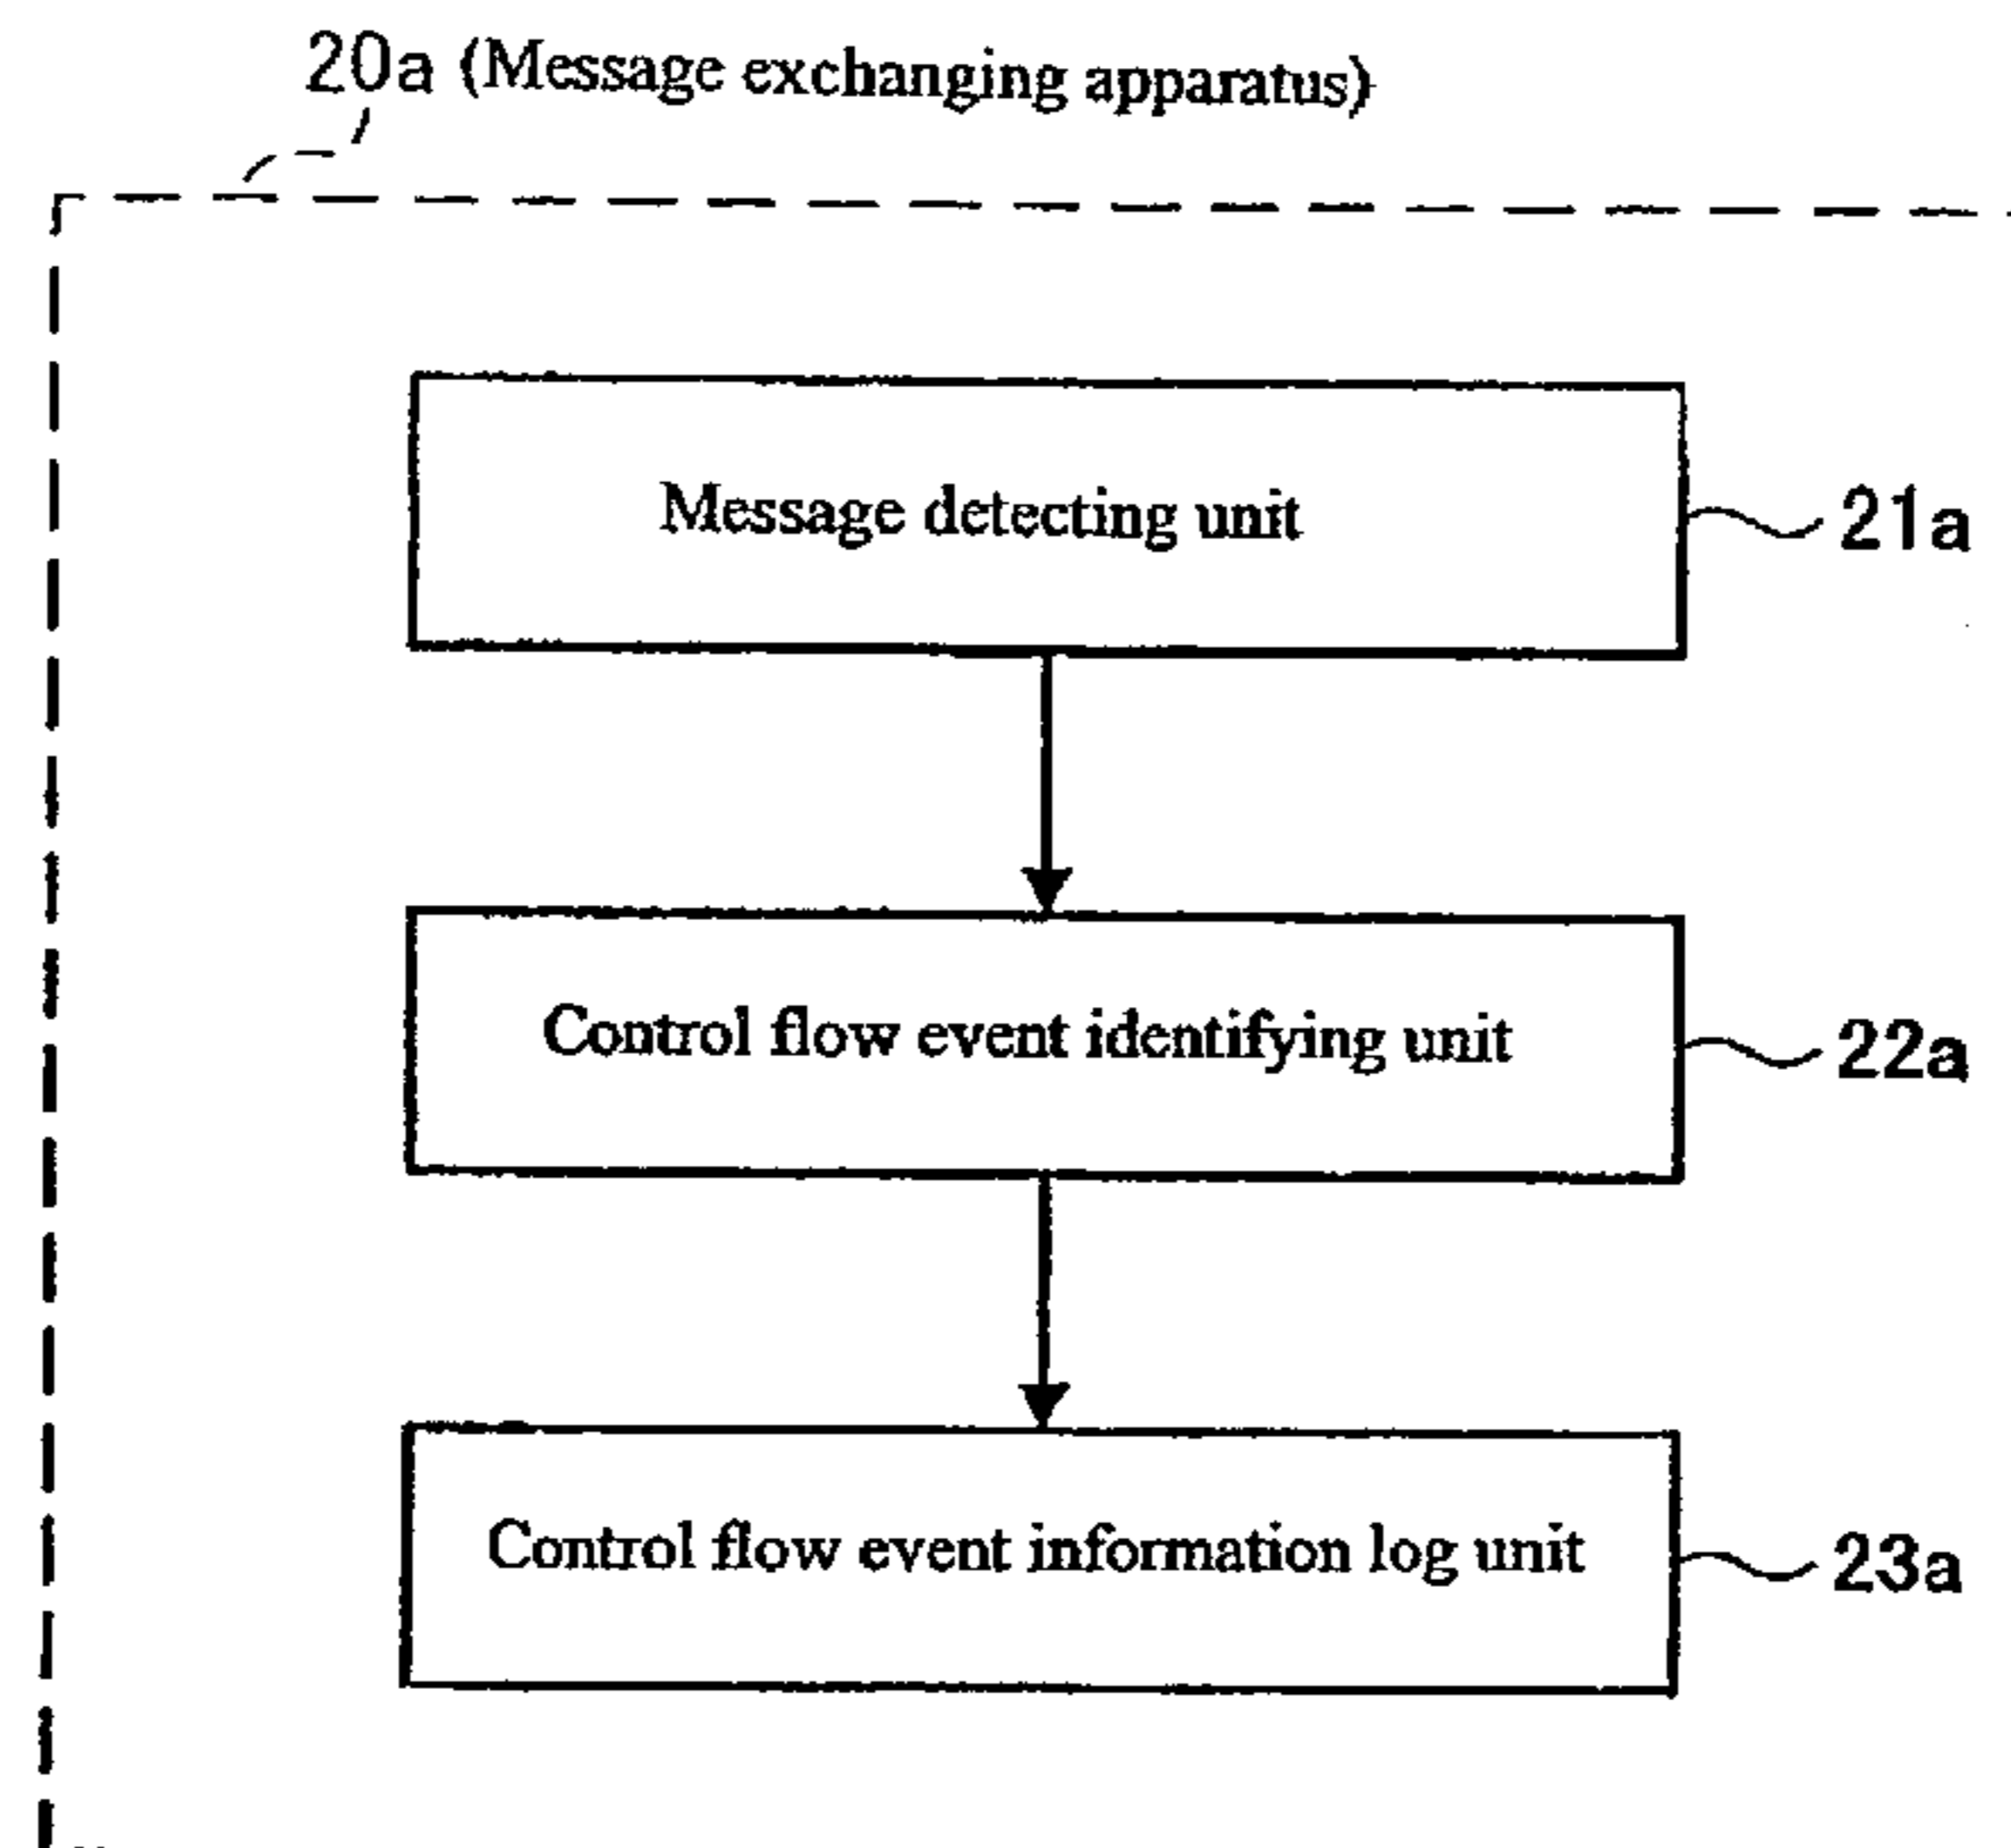 20a (Message exchanging apparatus)
Message detecting unit
21a
Control flow event identifying unit
22a
Control flow event information log unit
23a